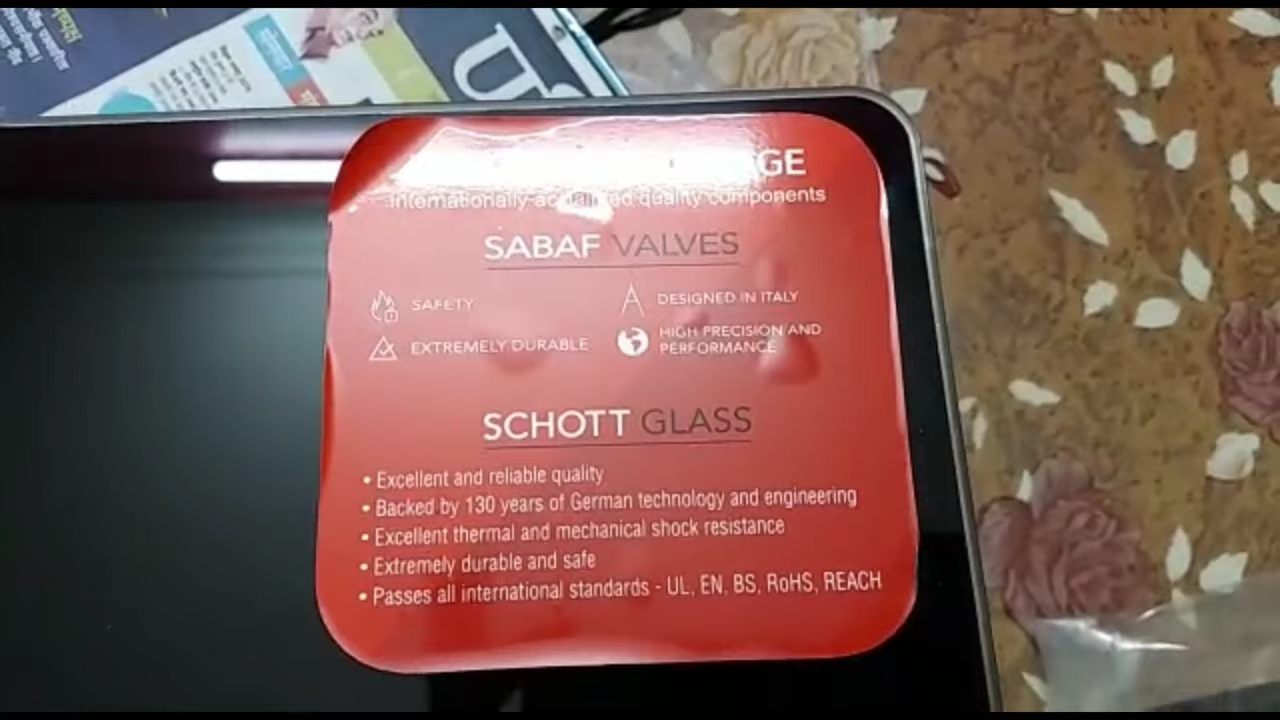 GE
Internationally quality components
SABAF VALVES
SAFETY
DESIGNED IN ITALY
EXTREMELY DURABLE
HIGH PRECISION AND
PERFORMANCE
SCHOTT GLASS
• Excellent and reliable quality
• Backed by 130 years of German technology and engineering
• Excellent thermal and mechanical shock resistance
• Extremely durable and safe
• Passes all international standards - UL, EN, BS, RoHS, REACH